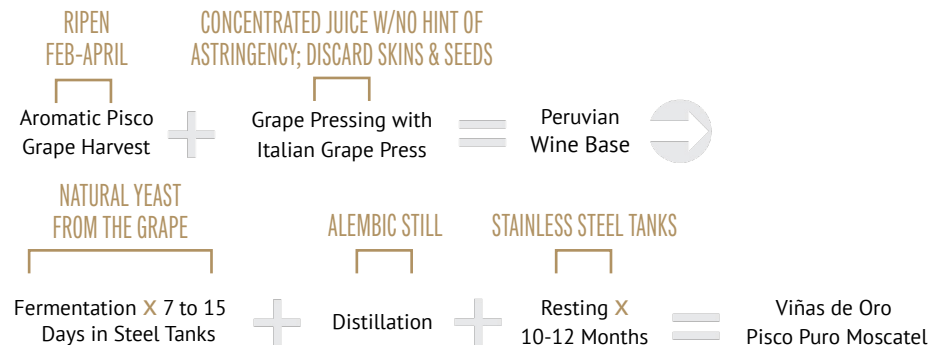 RIPEN
FEB-APRIL
CONCENTRATED JUICE W/NO HINT OF
ASTRINGENCY; DISCARD SKINS & SEEDS
Aromatic Pisco
Grape Harvest
+
Grape Pressing with
Italian Grape Press
=
Peruvian
Wine Base
NATURAL YEAST
FROM THE GRAPE
ALEMBIC STILL
STAINLESS STEEL TANKS
Fermentation X 7 to 15
Days in Steel Tanks
+
Distillation
+
Resting X
10-12 Months
=
Viñas de Oro
Pisco Puro Moscatel